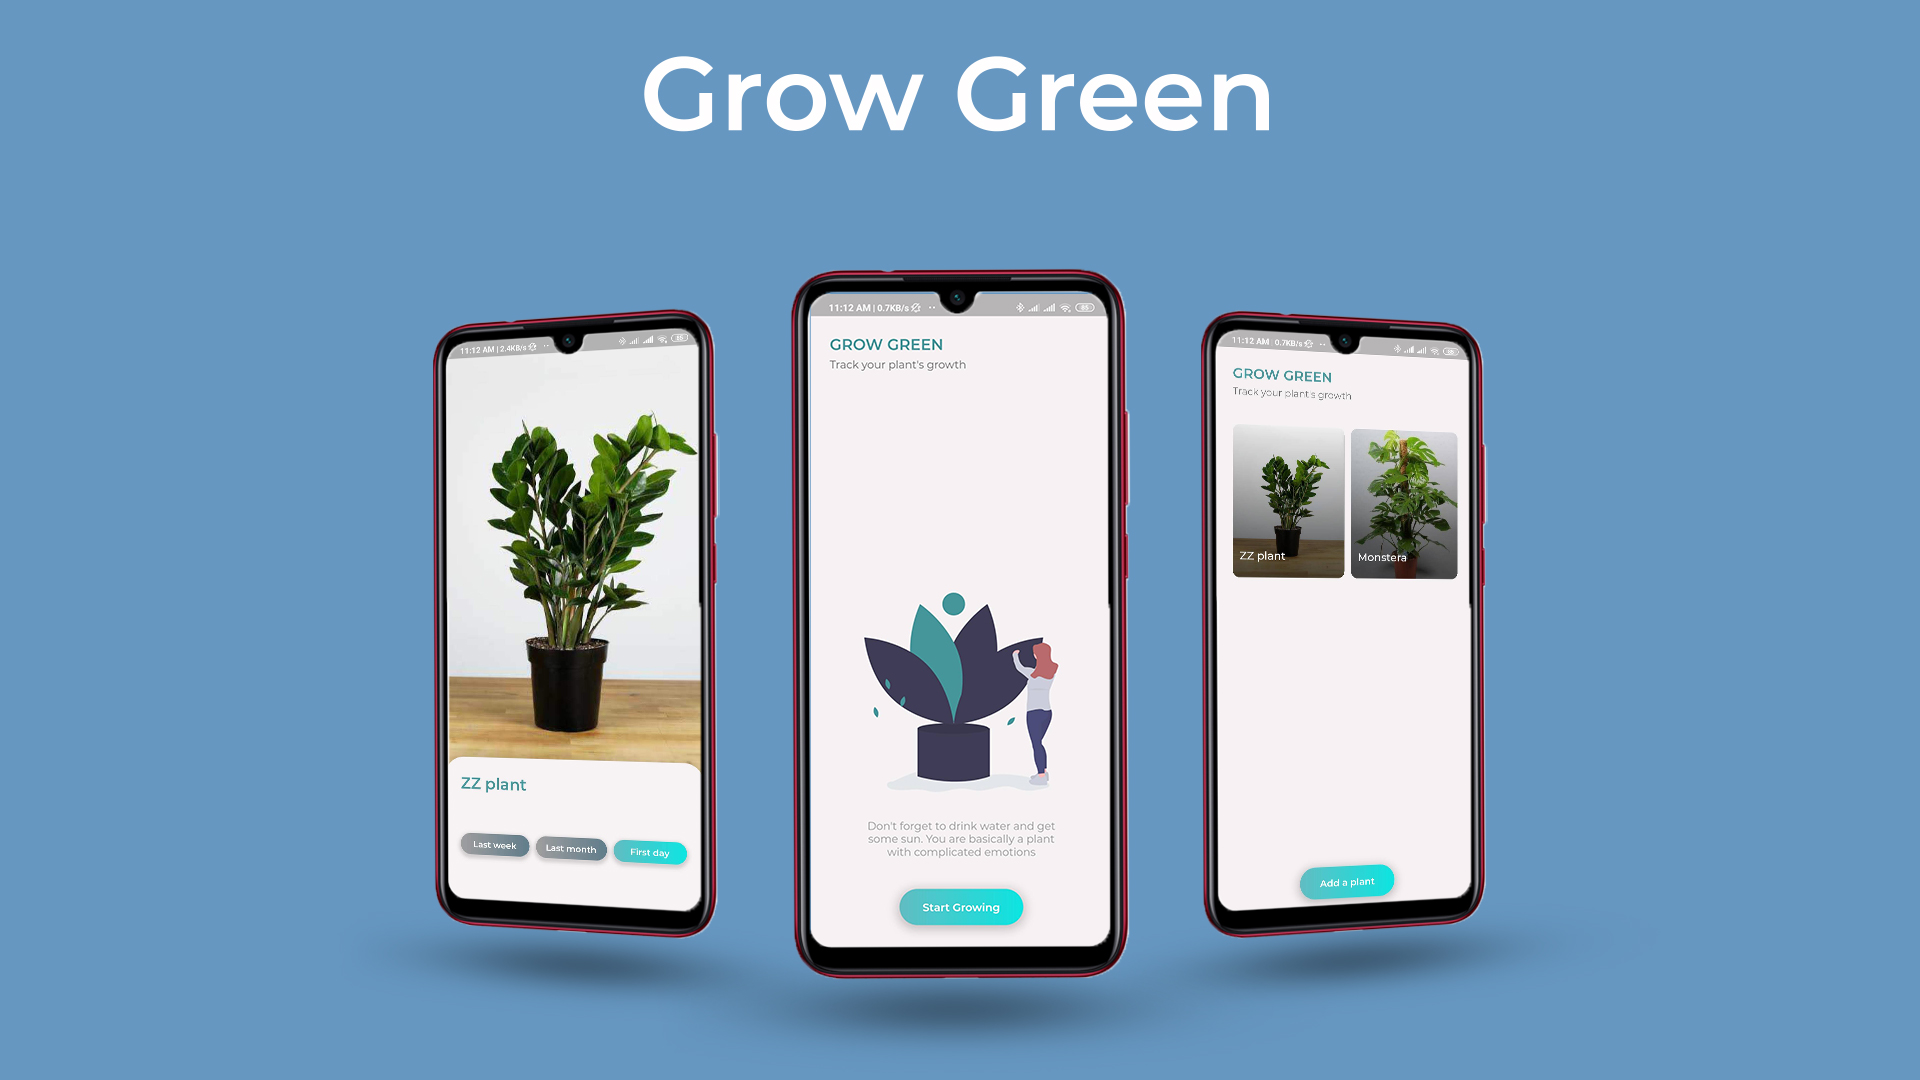 Grow Green
11:12 AM | 2.4KB/s
85
ZZ plant
Last week
Last month
First day
11:12 AM | 0.7KB/s
85
GROW GREEN
Track your plant's growth
Don't forget to drink water and get
some sun. You are basically a plant
with complicated emotions
Start Growing
11:12 AM | 0.7KB/s
85
GROW GREEN
Track your plant's growth
ZZ plant
Monstera
Add a plant